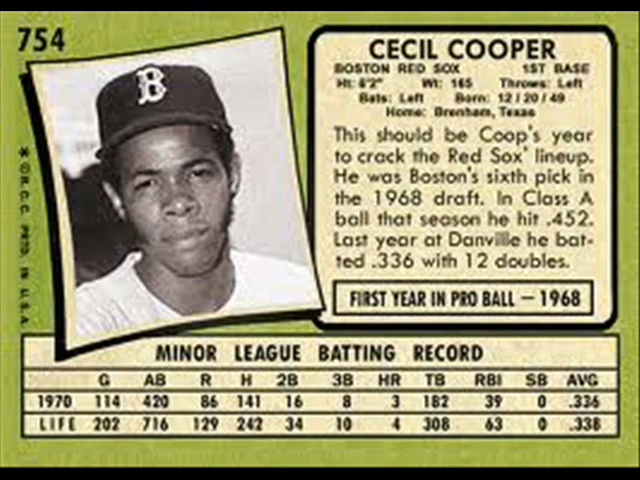 754
CECIL COOPER
BOSTON RED SOX 1ST BASE
Ht: 6'2" Wt: 165 Throws: Left
Bats: Left Born: 12/20/49
Home: Brenham, Texas
This should be Coop's year
to crack the Red Sox' lineup.
He was Boston's sixth pick in
the 1968 draft. In Class A
ball that season he hit .452.
Last year at Danville he bat-
ted .336 with 12 doubles.
FIRST YEAR IN PRO BALL — 1968
B
MINOR LEAGUE BATTING RECORD
G AB R H 2B 3B HR TB RBI SB AVG
1970 114 420 86 141 16 8 3 182 39 0 .336
LIFE 202 716 129 242 34 10 4 308 63 0 .338
PRTD. IN U.S.A.